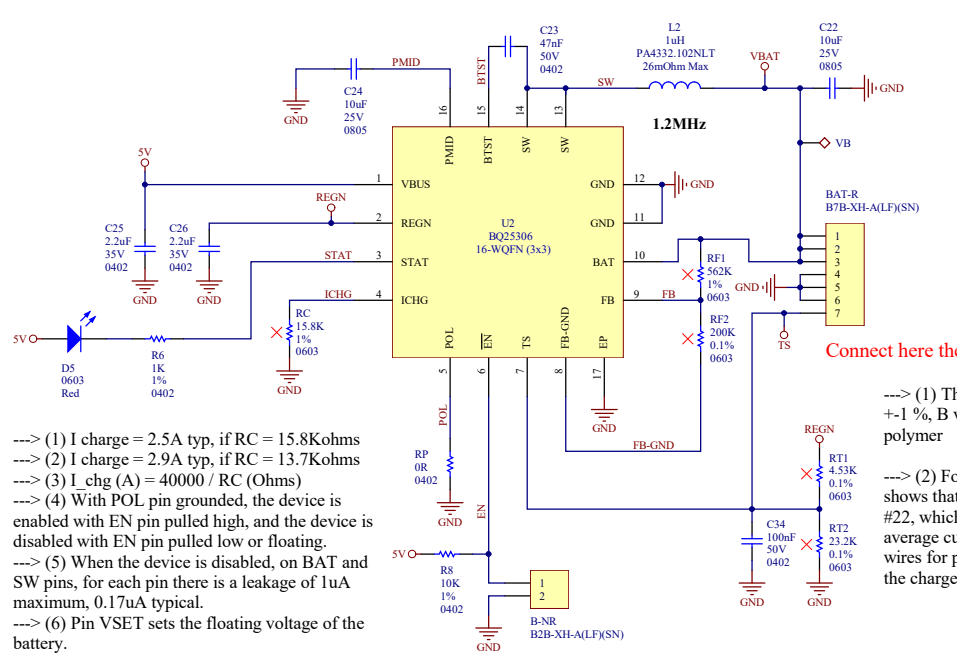 C23
47nF
50V
0402
L2
1uH
PA4332.102NLT
26mOhm Max
C22
10uF
25V
0805
PMID
BTST
SW
VBAT
GND
C24
10uF
25V
0805
GND
1.2MHz
VB
16
15
14
13
PMID
BTST
SW
SW
5V
1
VBUS
GND
12
GND
REGN
2
REGN
GND
11
U2
BQ25306
16-WQFN (3x3)
BAT-R
B7B-XH-A(LF)(SN)
1
2
3
4
5
6
7
C25
2.2uF
35V
0402
C26
2.2uF
35V
0402
GND
GND
STAT
3
STAT
BAT
10
RF1
562K
1%
0603
GND
ICHG
4
ICHG
FB
9
FB
RC
15.8K
1%
0603
GND
RF2
200K
0.1%
0603
TS
5V
D5
0603
Red
R6
1K
1%
0402
POL
EN
TS
FB-GND
EP
5
6
7
8
17
GND
Connect here the
---> (1) Th
+-1 %, B v
polymer
---> (2) Fo
shows that
#22, which
average cu
wires for p
the charge
POL
FB-GND
REGN
RP
0R
0402
GND
EN
RT1
4.53K
0.1%
0603
C34
100nF
50V
0402
RT2
23.2K
0.1%
0603
GND
GND
5V
R8
10K
1%
0402
1
2
B-NR
B2B-XH-A(LF)(SN)
GND
---> (1) I charge = 2.5A typ, if RC = 15.8Kohms
---> (2) I charge = 2.9A typ, if RC = 13.7Kohms
---> (3) I_chg (A) = 40000 / RC (Ohms)
---> (4) With POL pin grounded, the device is
enabled with EN pin pulled high, and the device is
disabled with EN pin pulled low or floating.
---> (5) When the device is disabled, on BAT and
SW pins, for each pin there is a leakage of 1uA
maximum, 0.17uA typical.
---> (6) Pin VSET sets the floating voltage of the
battery.